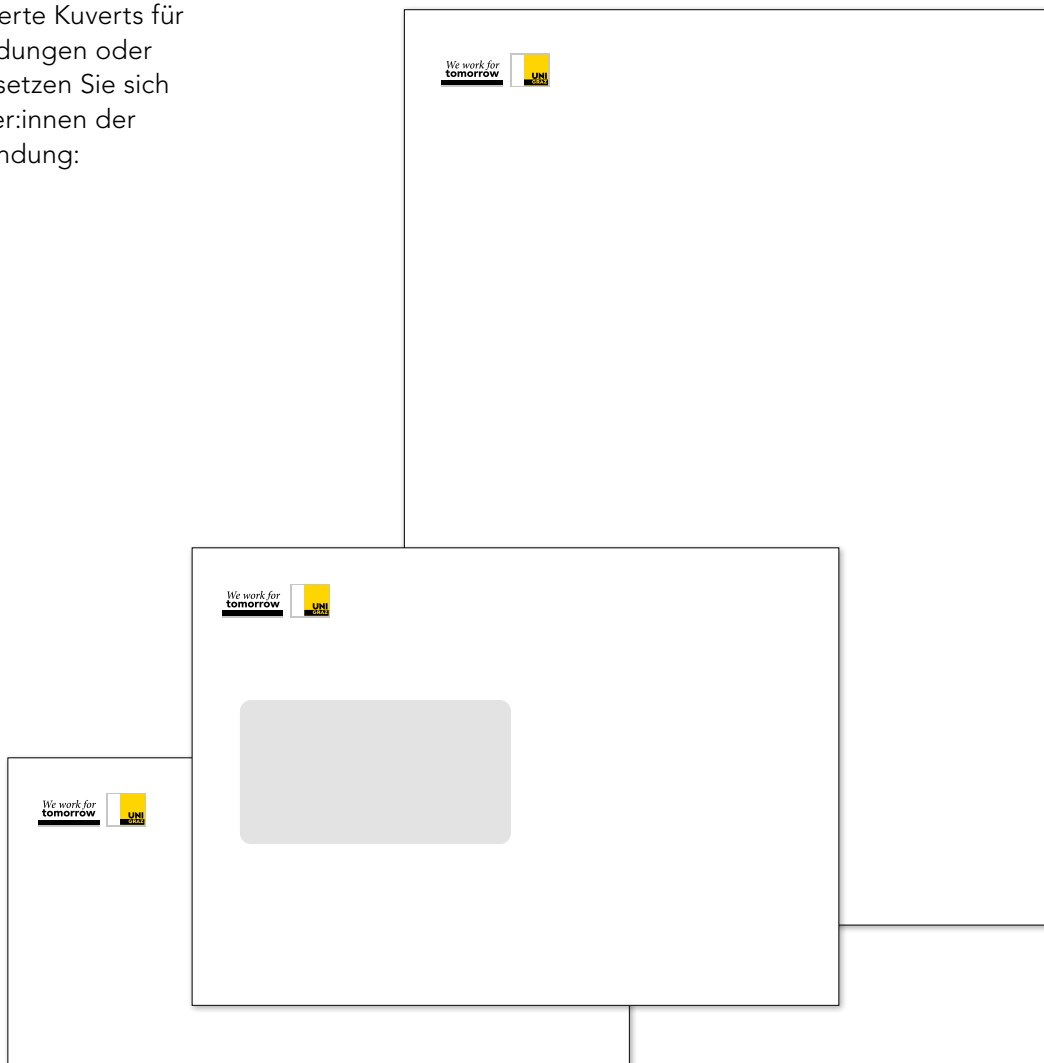 erte Kuverts für
dungen oder
setzen Sie sich
er:innen der
ndung:
We work for
tomorrow
UNI
GRAZ
We work for
tomorrow
UNI
GRAZ
We work for
tomorrow
UNI
GRAZ